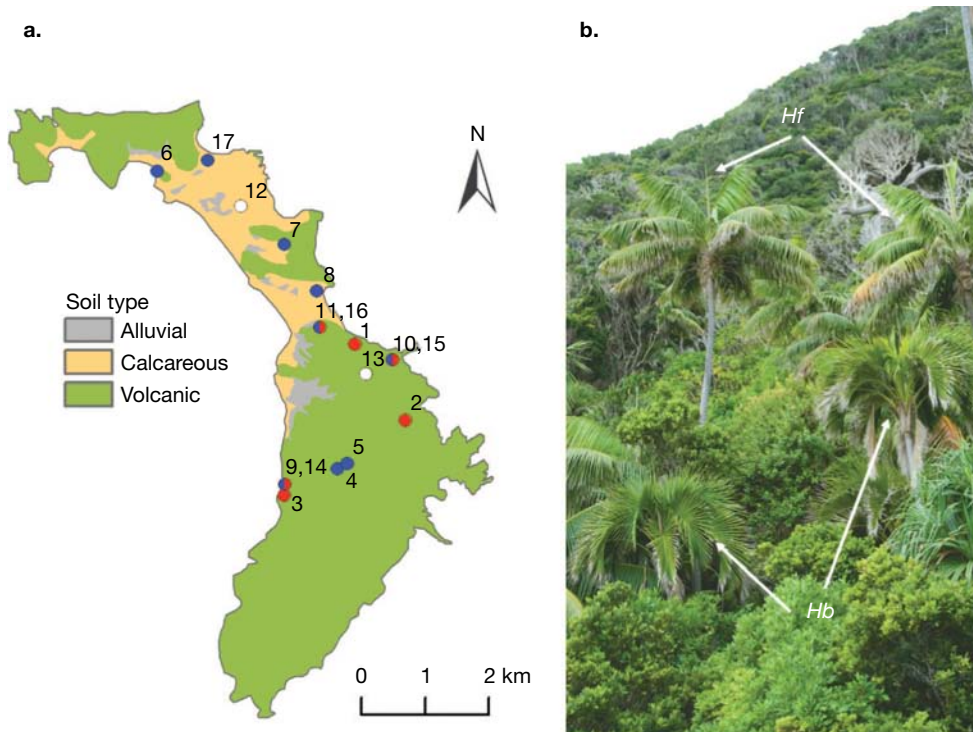 a.
b.
N
17
6
12
7
8
11,16
1
10,15
13
2
5
9,14
4
3
Soil type
Alluvial
Calcareous
Volcanic
0 1 2 km
Hf
Hb